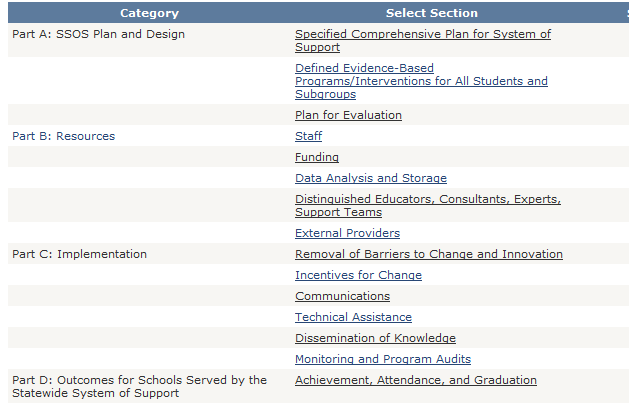 Category Select Section
Part A: SSOS Plan and Design Specified Comprehensive Plan for System of
Support
Defined Evidence-Based
Programs/Interventions for All Students and
Subgroups
Plan for Evaluation
Part B: Resources Staff
Funding
Data Analysis and Storage
Distinguished Educators, Consultants, Experts,
Support Teams
External Providers
Part C: Implementation Removal of Barriers to Change and Innovation
Incentives for Change
Communications
Technical Assistance
Dissemination of Knowledge
Monitoring and Program Audits
Part D: Outcomes for Schools Served by the Achievement, Attendance, and Graduation
Statewide System of Support